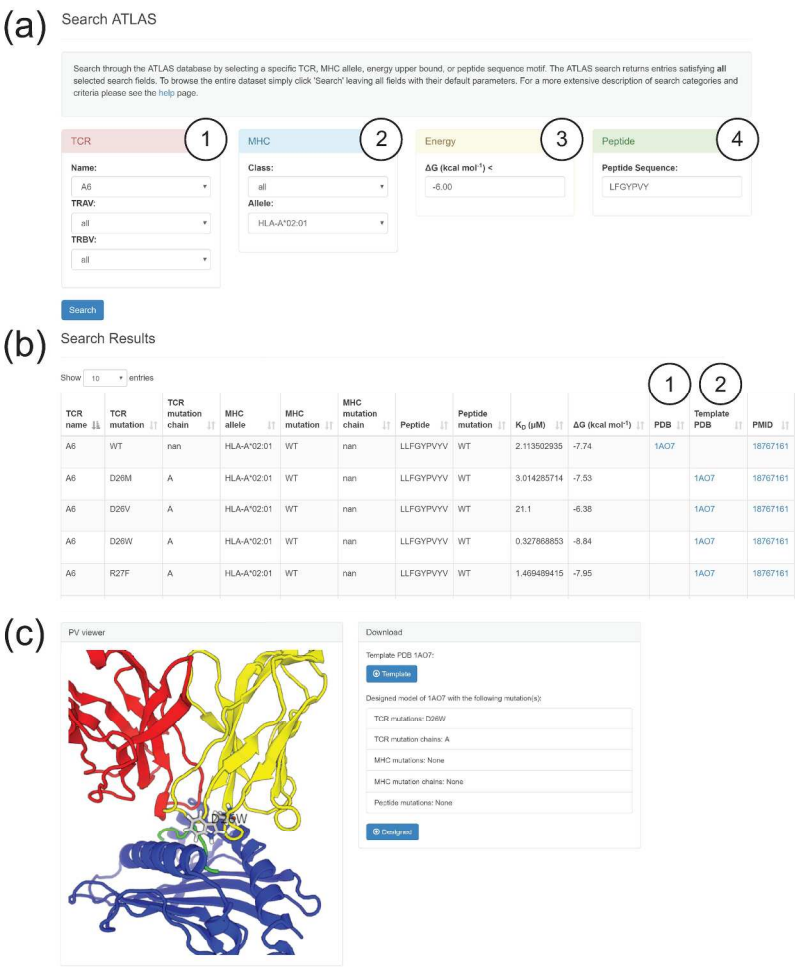 (a)
Search ATLAS
Search through the ATLAS database by selecting a specific TCR, MHC allele, energy upper bound, or peptide sequence motif. The ATLAS search returns entries satisfying all
selected search fields. To browse the entire dataset simply click 'Search' leaving all fields with their default parameters. For a more extensive description of search categories and
criteria please see the help page.
TCR 1 MHC 2 Energy 3 Peptide 4
Name: Class: ΔG (kcal mol⁻¹) < Peptide Sequence:
A6 all -6.00 LFGYPVY
TRAV: Allele:
all HLA-A*02:01
TRBV:
all
Search
(b)
Search Results
Show 10 entries
1 2
TCR name TCR mutation TCR mutation chain MHC allele MHC mutation MHC mutation chain Peptide Peptide mutation K_D (μM) ΔG (kcal mol⁻¹) PDB Template PDB PMID
A6 WT nan HLA-A*02:01 WT nan LLFGYPVYV WT 2.113502935 -7.74 1AO7 18767161
A6 D26M A HLA-A*02:01 WT nan LLFGYPVYV WT 3.014285714 -7.53 1AO7 18767161
A6 D26V A HLA-A*02:01 WT nan LLFGYPVYV WT 21.1 -6.38 1AO7 18767161
A6 D26W A HLA-A*02:01 WT nan LLFGYPVYV WT 0.327868853 -8.84 1AO7 18767161
A6 R27F A HLA-A*02:01 WT nan LLFGYPVYV WT 1.469489415 -7.95 1AO7 18767161
(c)
PV viewer
D26W
Download
Template PDB 1AO7:
Template
Designed model of 1AO7 with the following mutation(s):
TCR mutations: D26W
TCR mutation chains: A
MHC mutations: None
MHC mutation chains: None
Peptide mutations: None
Designed